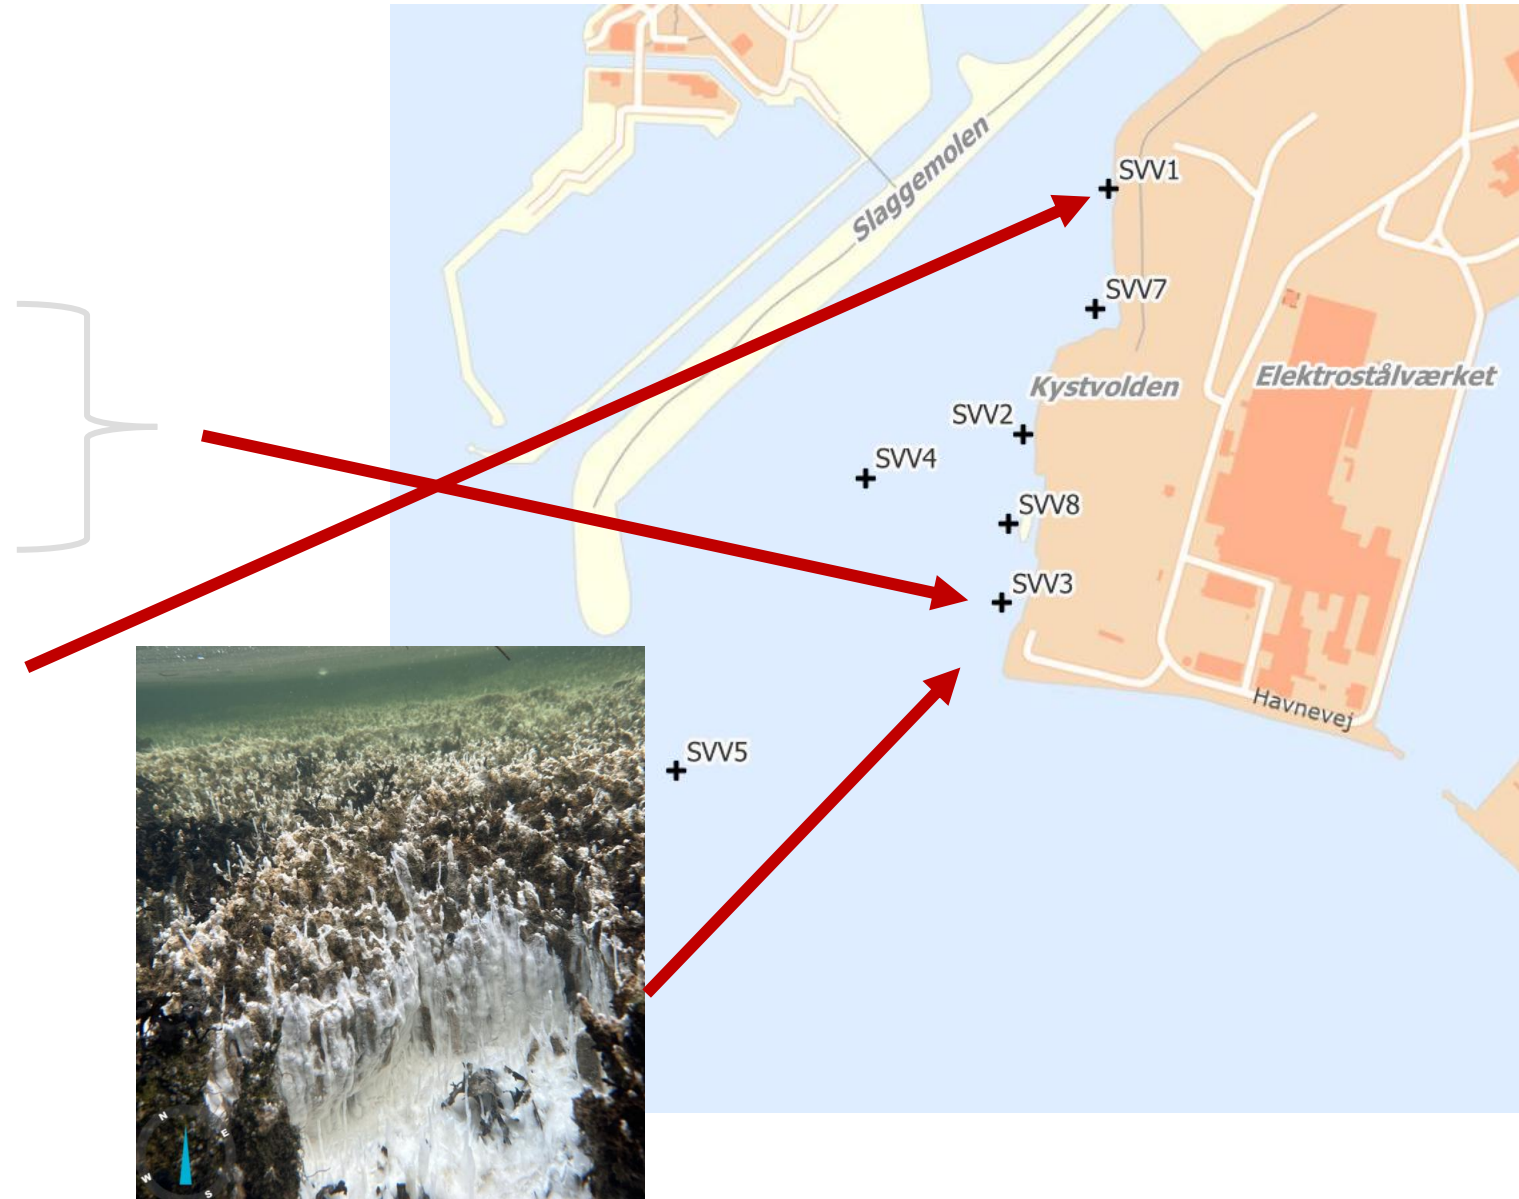 Slaggemolen
SVV1
SVV7
Kystvolden
Elektrostålværket
SVV2
SVV4
SVV8
SVV3
Havnevej
SVV5
N
E
W
S